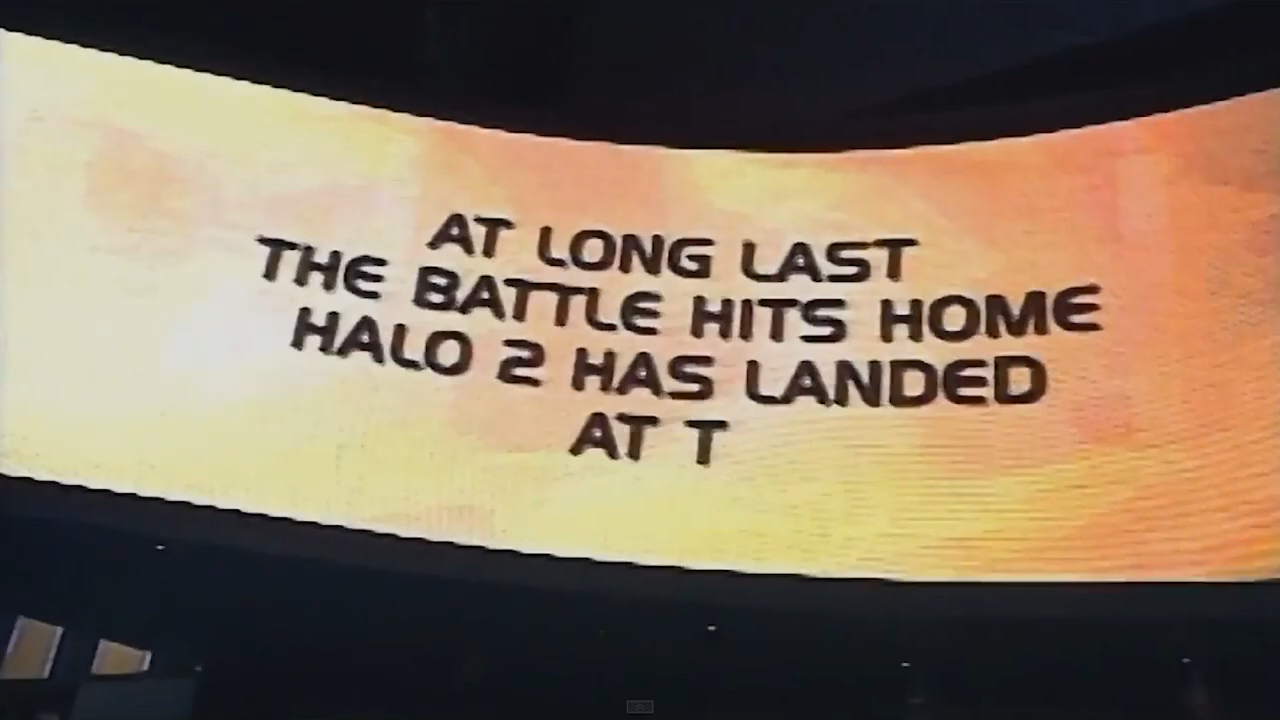 AT LONG LAST
THE BATTLE HITS HOME
HALO 2 HAS LANDED
AT T